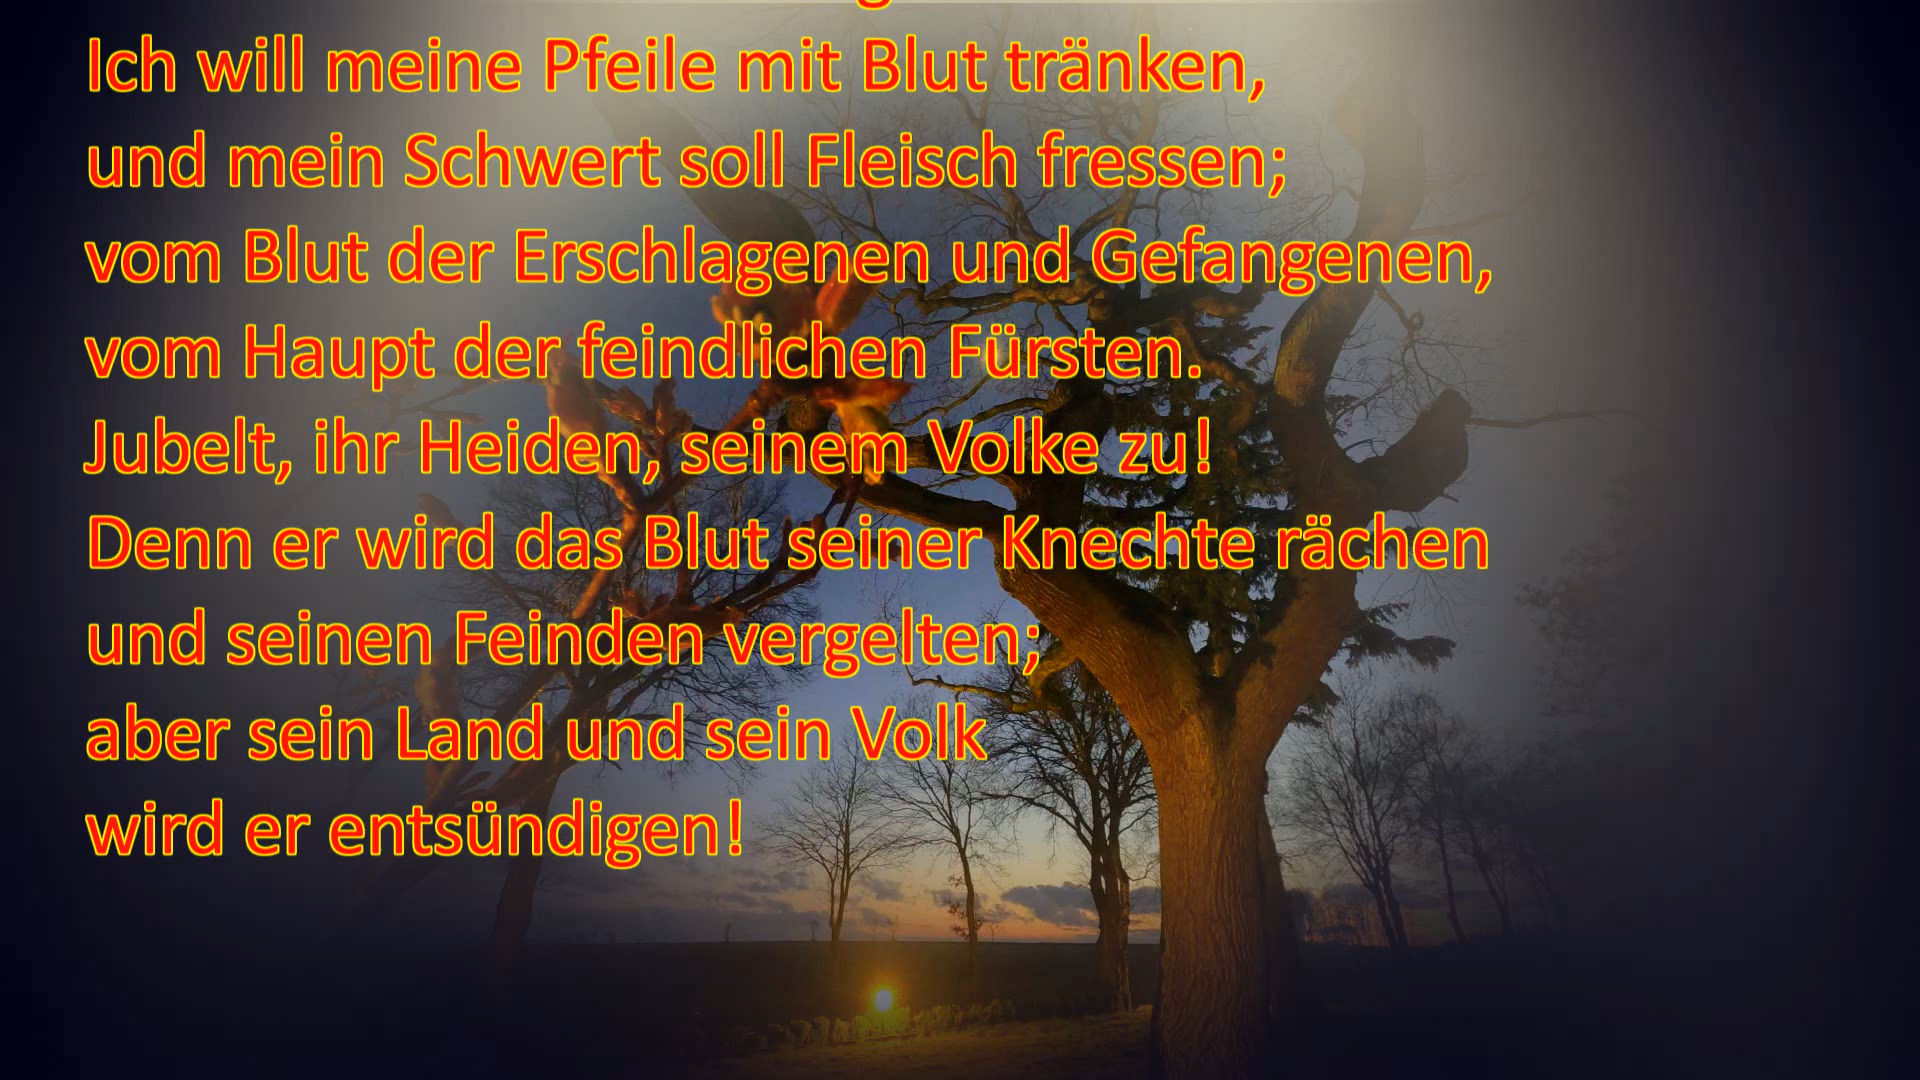 Ich will meine Pfeile mit Blut tränken,
und mein Schwert soll Fleisch fressen;
vom Blut der Erschlagenen und Gefangenen,
vom Haupt der feindlichen Fürsten.
Jubelt, ihr Heiden, seinem Volke zu!
Denn er wird das Blut seiner Knechte rächen
und seinen Feinden vergelten;
aber sein Land und sein Volk
wird er entsündigen!